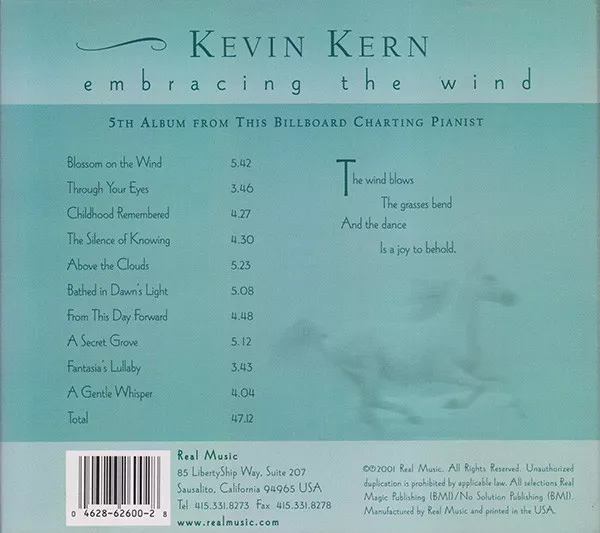 KEVIN KERN
embracing the wind
5TH ALBUM FROM THIS BILLBOARD CHARTING PIANIST
Blossom on the Wind 5.42
Through Your Eyes 3.46
Childhood Remembered 4.27
The Silence of Knowing 4.30
Above the Clouds 5.23
Bathed in Dawn's Light 5.08
From This Day Forward 4.48
A Secret Grove 5.12
Fantasia's Lullaby 3.43
A Gentle Whisper 4.04
Total 47.12
The wind blows
The grasses bend
And the dance
Is a joy to behold.
0 4628-62600-2 8
Real Music
85 LibertyShip Way, Suite 207
Sausalito, California 94965 USA
Tel 415.331.8273 Fax 415.331.8278
www.realmusic.com
©℗2001 Real Music. All Rights Reserved. Unauthorized
duplication is prohibited by applicable law. All selections Real
Magic Publishing (BMI)/No Solution Publishing (BMI).
Manufactured by Real Music and printed in the USA.